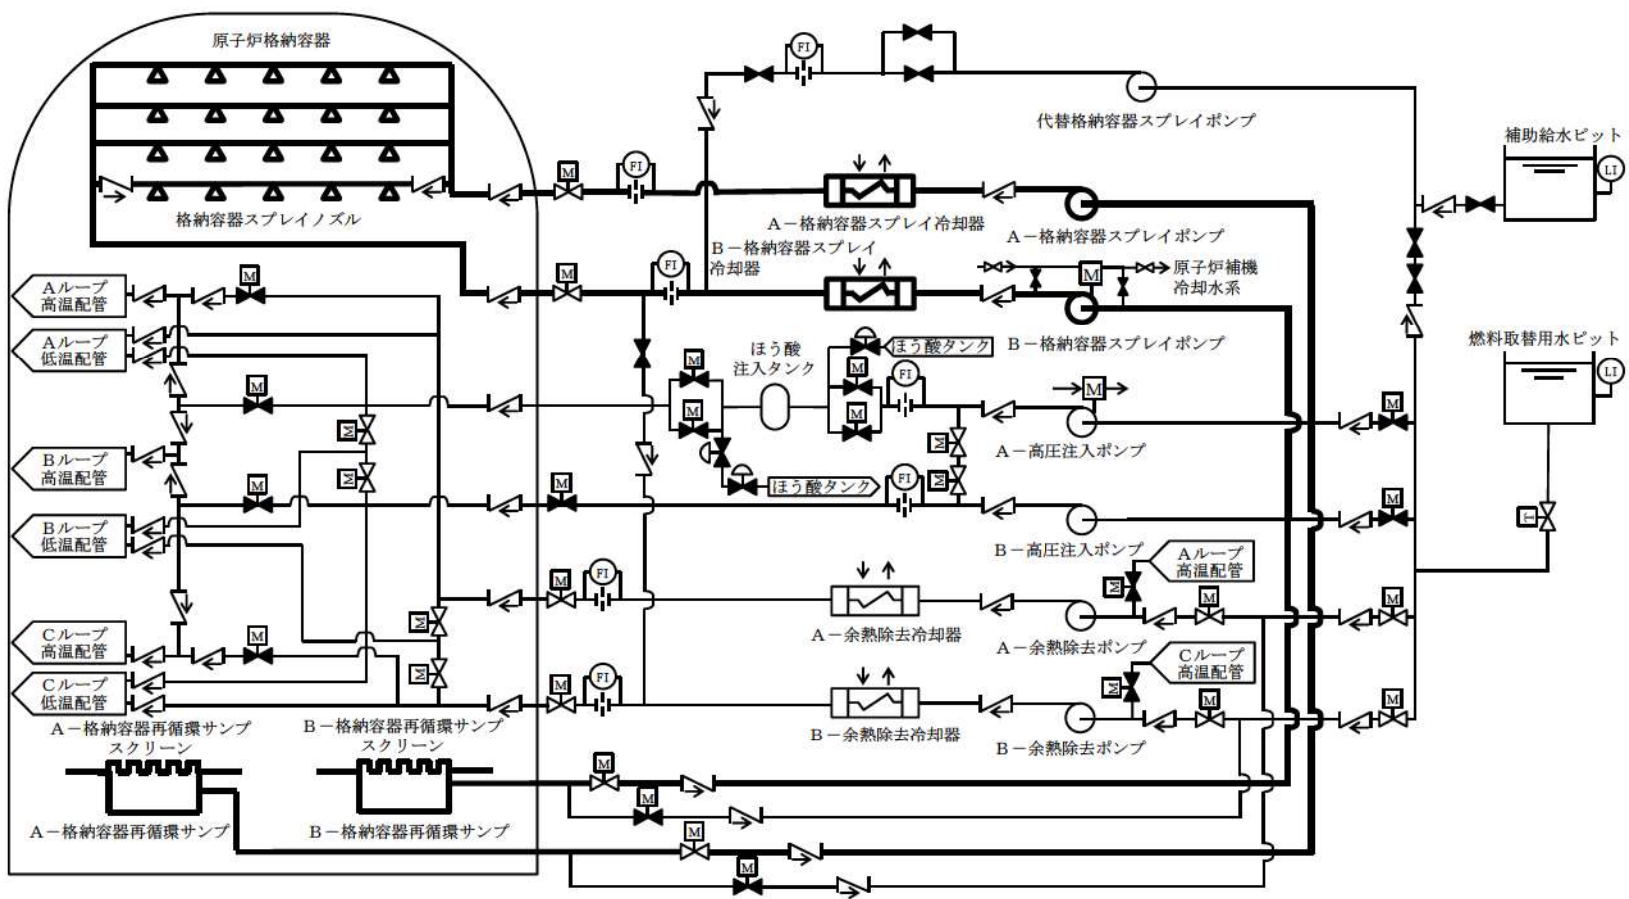 原子炉格納容器
格納容器スプレイノズル
FI
代替格納容器スプレイポンプ
補助給水ピット
LI
M
FI
A－格納容器スプレイ冷却器
A－格納容器スプレイポンプ
B－格納容器スプレイ
冷却器
M
FI
M
原子炉補機
冷却水系
B－格納容器スプレイポンプ
燃料取替用水ピット
LI
Aループ
高温配管
M
Aループ
低温配管
M
M
ほう酸
注入タンク
M
M
ほう酸タンク
M
M
FI
M
A－高圧注入ポンプ
M
M
M
Bループ
高温配管
M
M
M
ほう酸タンク
FI
M
Bループ
低温配管
B－高圧注入ポンプ
T
M
FI
A－余熱除去冷却器
Aループ
高温配管
M
M
A－余熱除去ポンプ
M
M
Cループ
高温配管
M
M
Cループ
低温配管
M
FI
B－余熱除去冷却器
Cループ
高温配管
M
M
B－余熱除去ポンプ
M
A－格納容器再循環サンプ
スクリーン
B－格納容器再循環サンプ
スクリーン
A－格納容器再循環サンプ
B－格納容器再循環サンプ
M
M
M
M